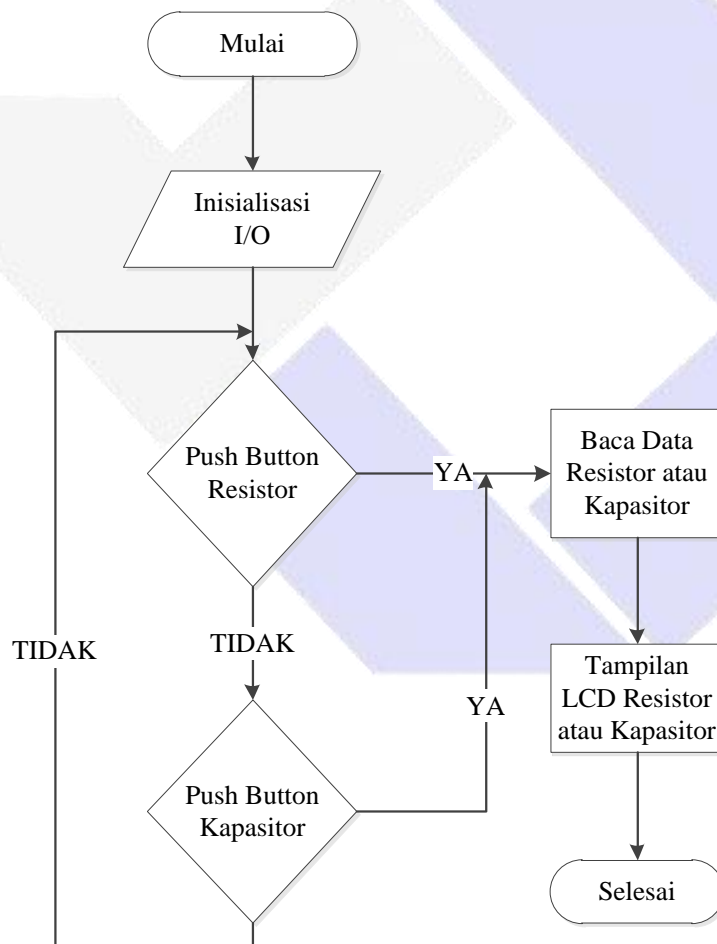 Mulai
Inisialisasi
I/O
Push Button
Resistor
YA
Baca Data
Resistor atau
Kapasitor
TIDAK
TIDAK
YA
Tampilan
LCD Resistor
atau Kapasitor
Push Button
Kapasitor
Selesai